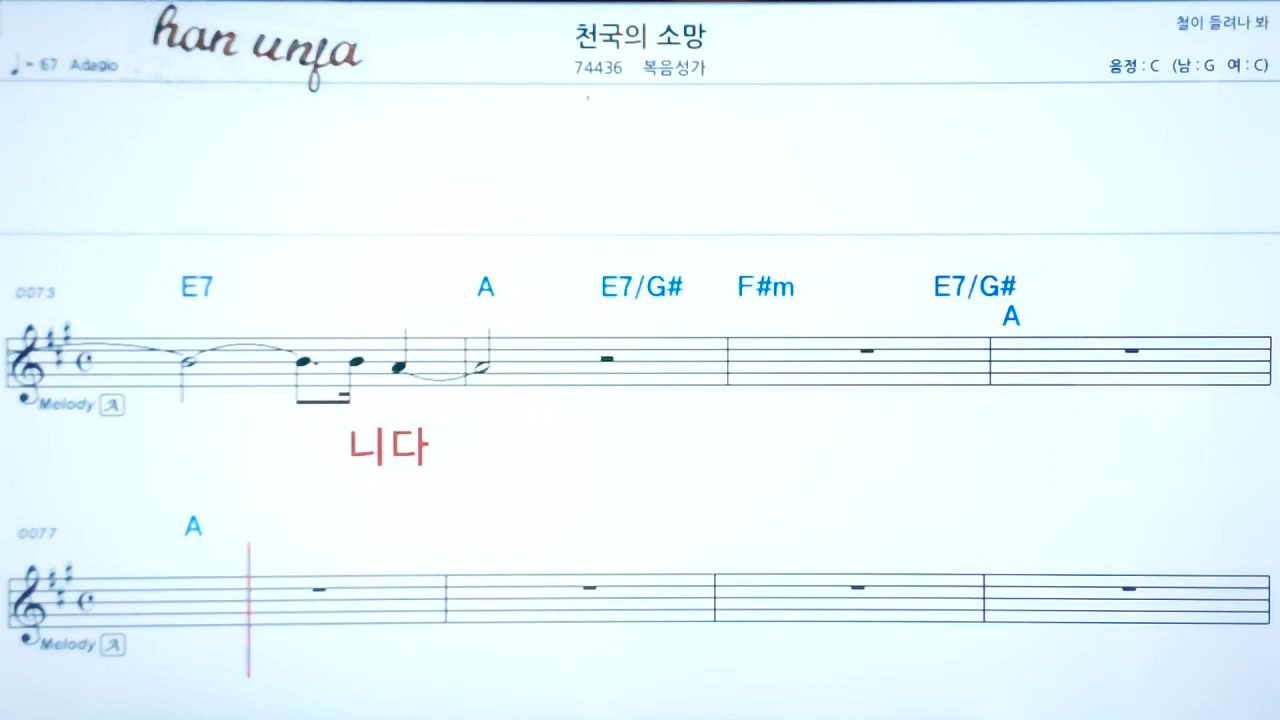 han unfa
천국의 소망
철이 들려나 봐
♩= 67 Adagio
74436 복음성가
음정 : C (남 : G 여 : C)
0073 E7 A E7/G# F#m E7/G#
A
Melody A
니다
0077 A
Melody A